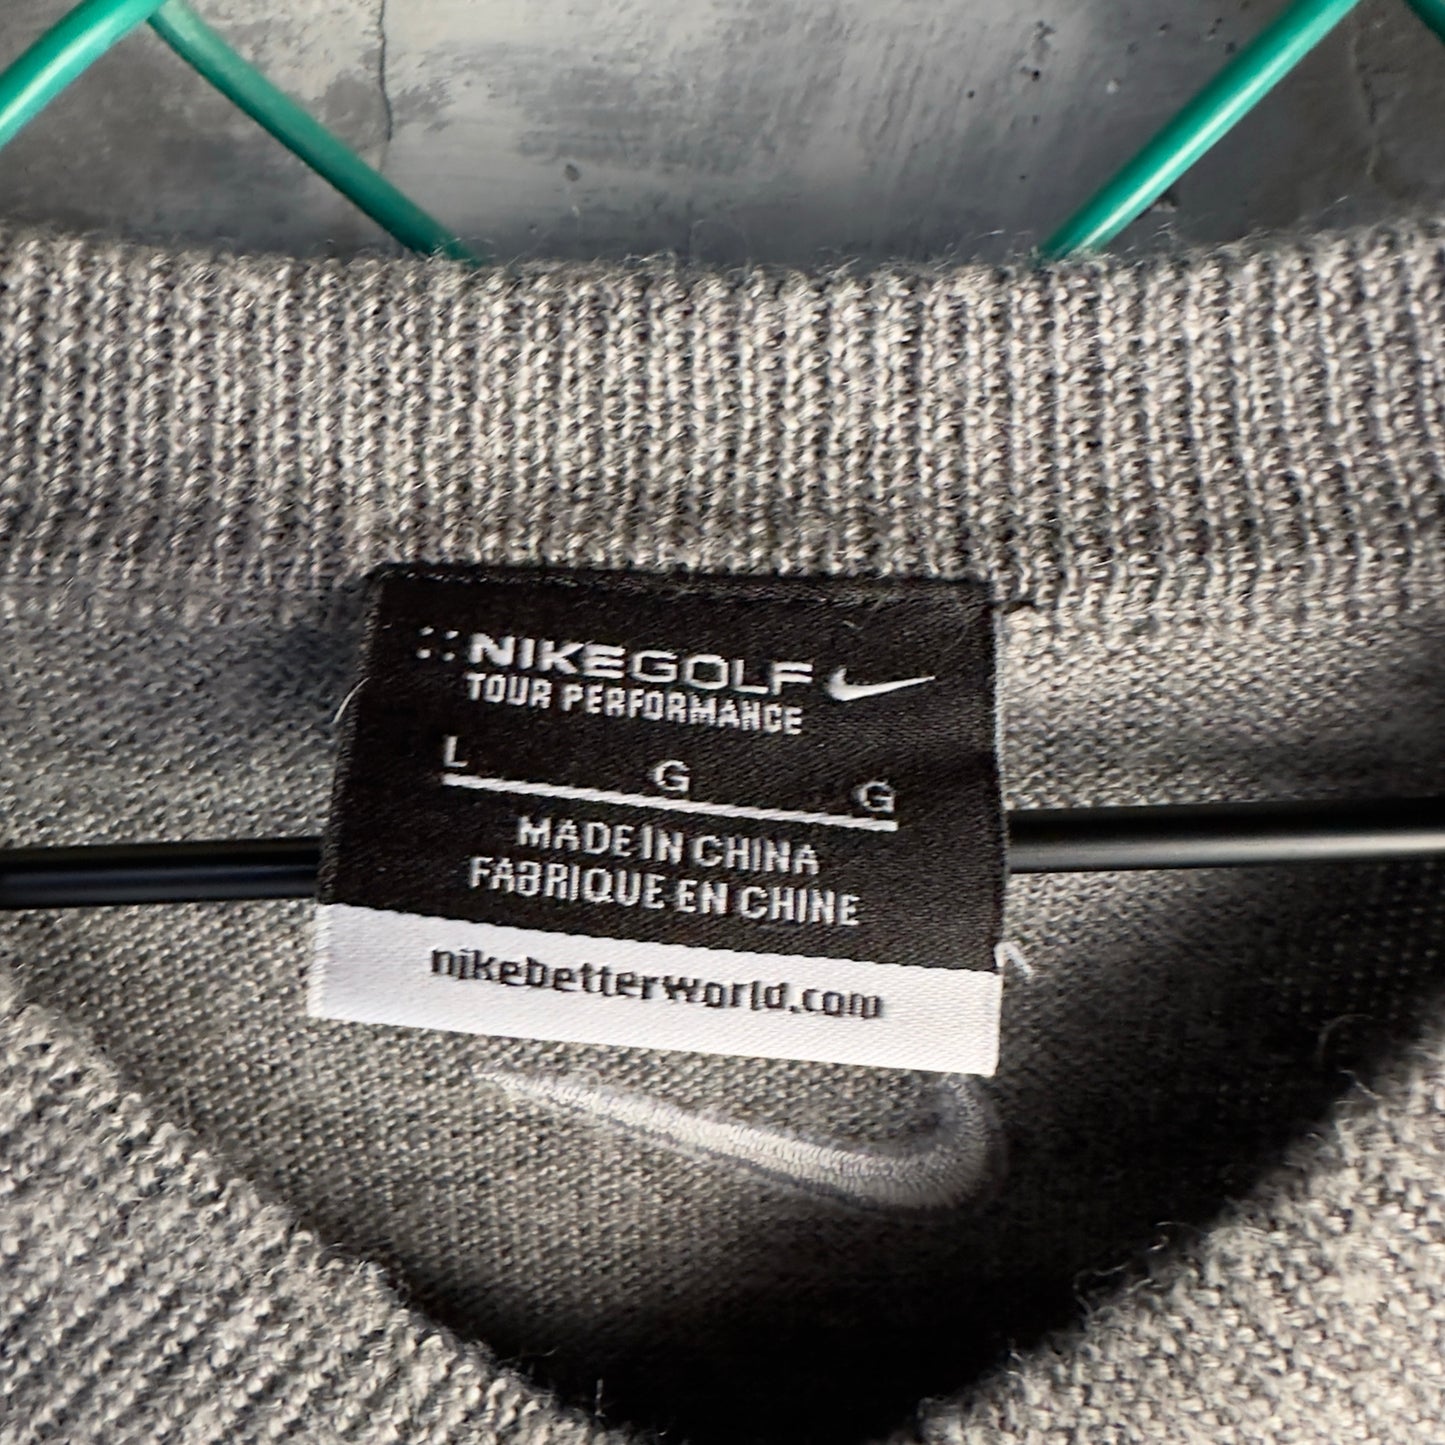 NIKEGOLF
TOUR PERFORMANCE
L G G
MADE IN CHINA
FABRIQUE EN CHINE
nikebetterworld.com